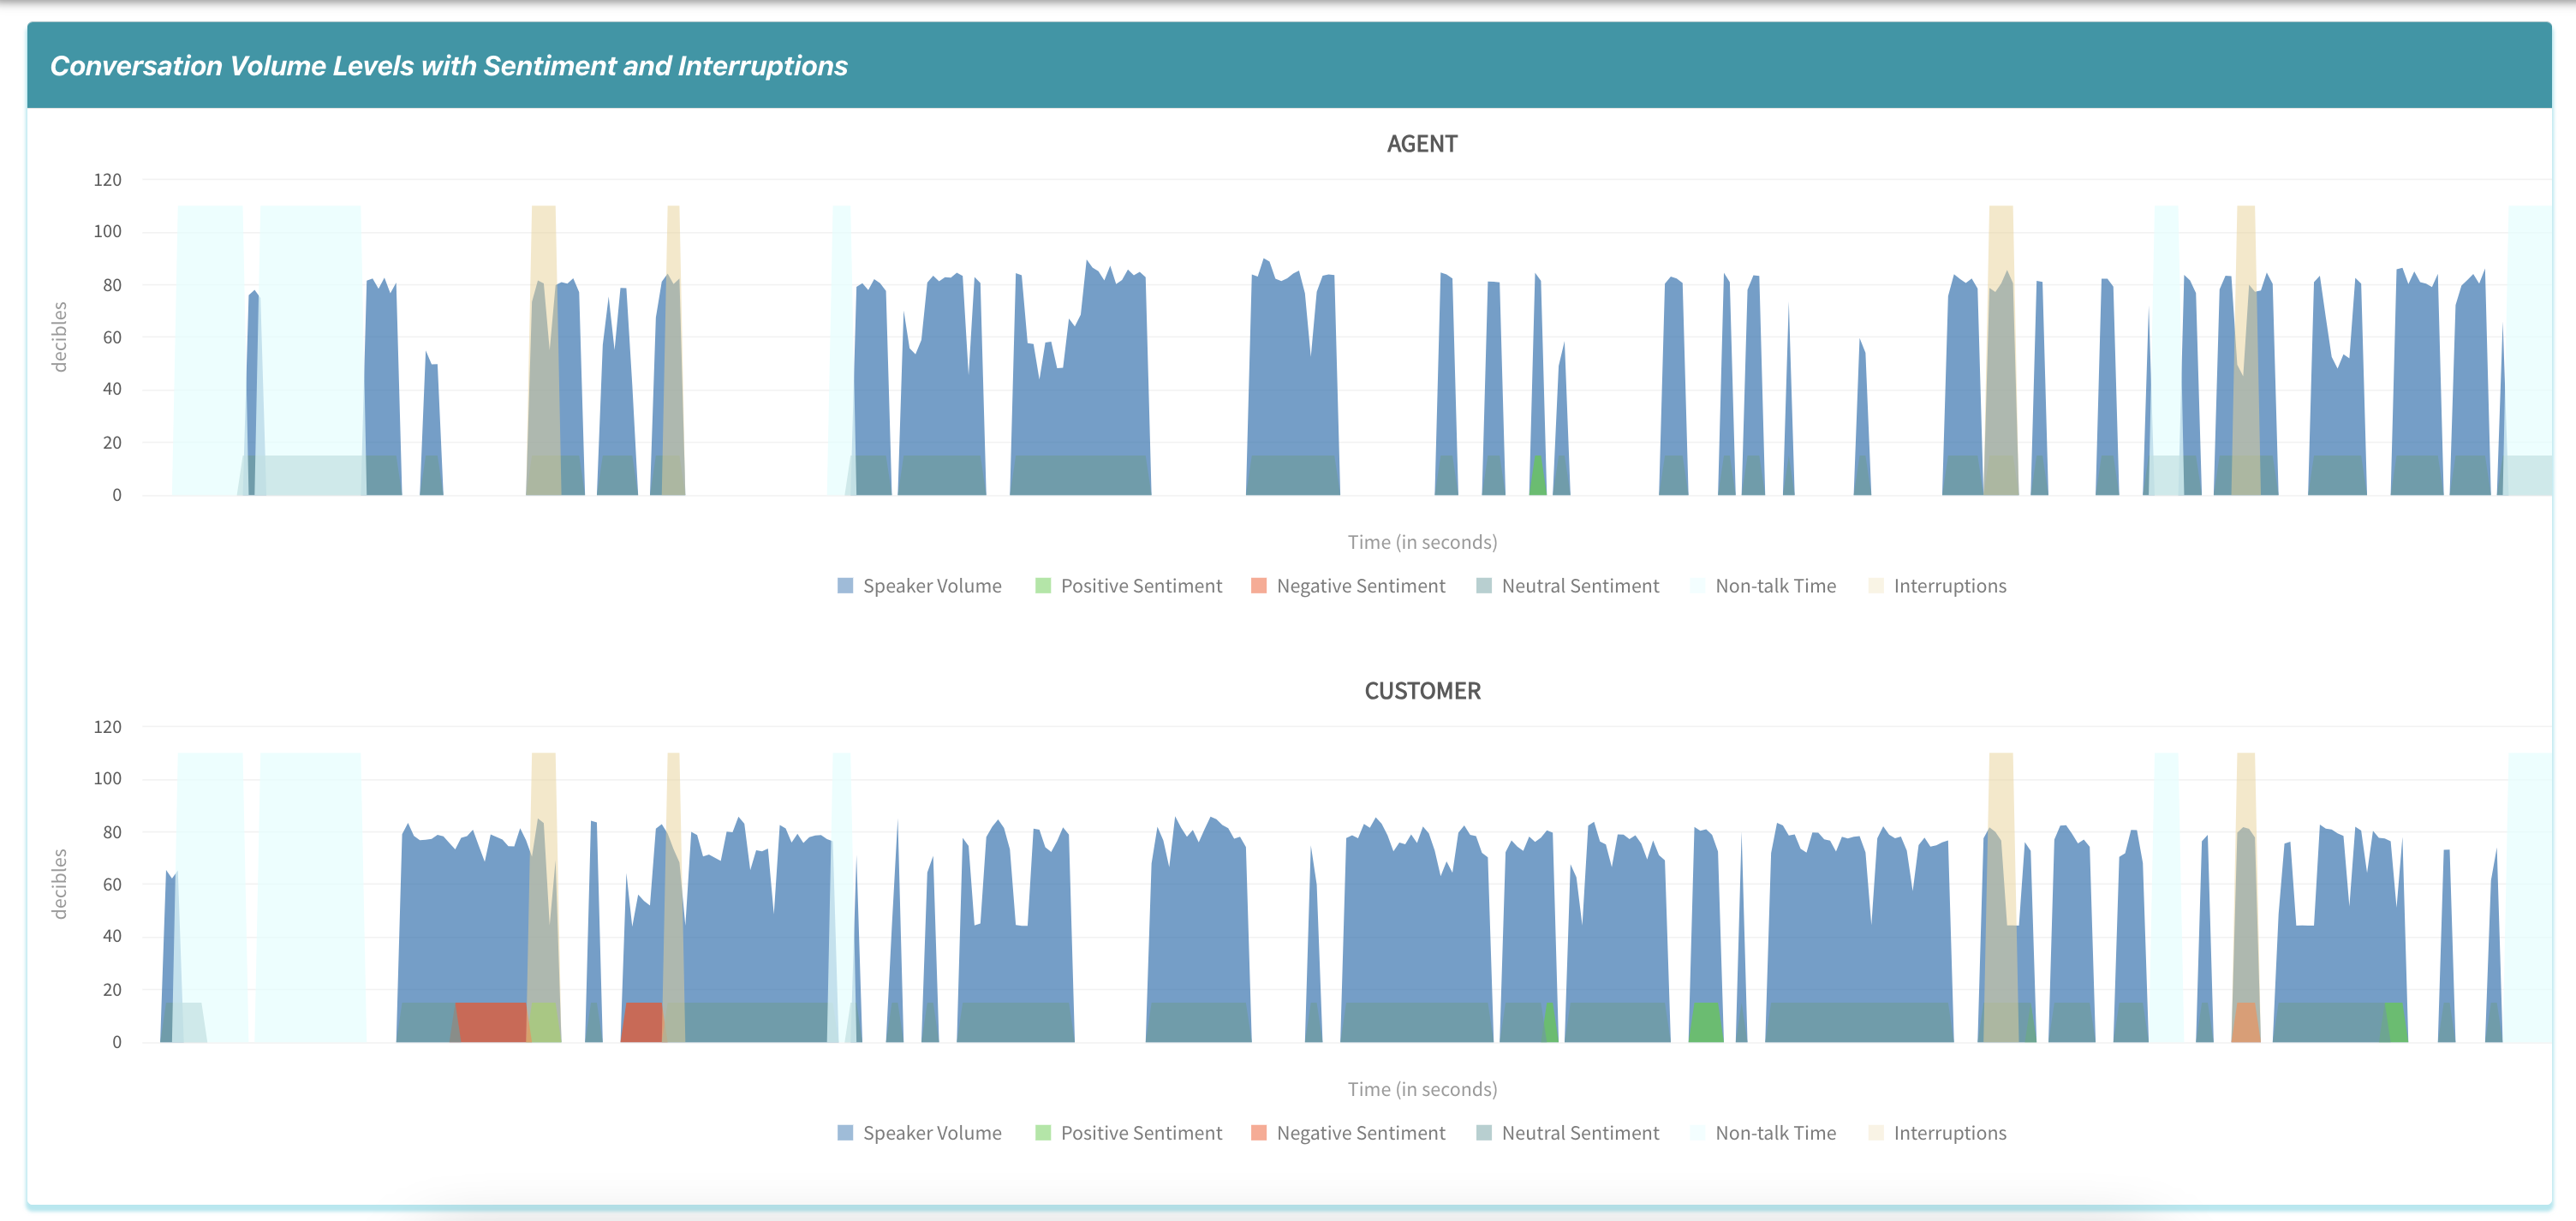 Conversation Volume Levels with Sentiment and Interruptions
AGENT
120
100
80
60
40
20
0
decibles
Time (in seconds)
Speaker Volume Positive Sentiment Negative Sentiment Neutral Sentiment Non-talk Time Interruptions
CUSTOMER
120
100
80
60
40
20
0
decibles
Time (in seconds)
Speaker Volume Positive Sentiment Negative Sentiment Neutral Sentiment Non-talk Time Interruptions